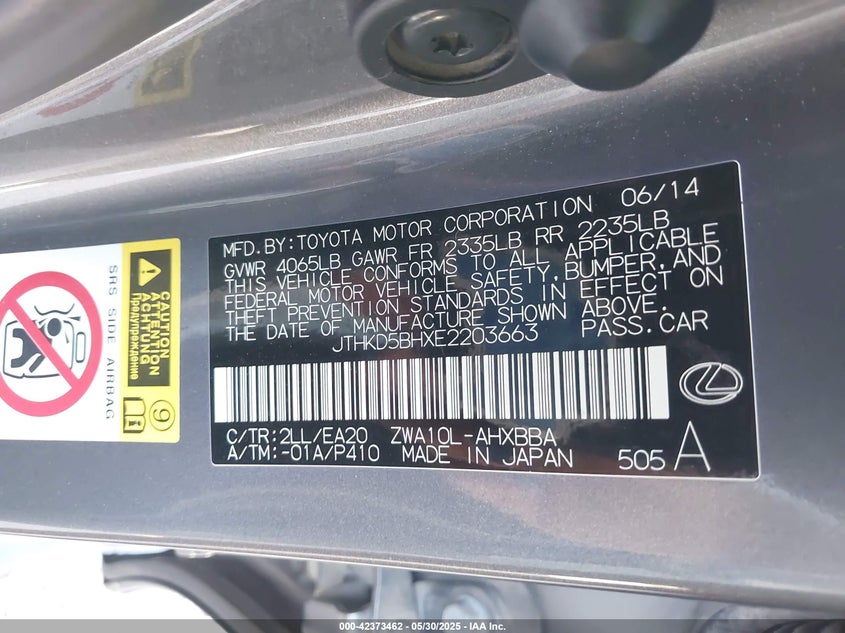 MFD.BY:TOYOTA MOTOR CORPORATION 06/14
GVWR 4065LB GAWR FR 2335LB RR 2235LB
THIS VEHICLE CONFORMS TO ALL APPLICABLE
FEDERAL MOTOR VEHICLE SAFETY,BUMPER,AND
THEFT PREVENTION STANDARDS IN EFFECT ON
THE DATE OF MANUFACTURE SHOWN ABOVE.
JTHKD5BHXE2203663 PASS.CAR
C/TR:2LL/EA20 ZWA10L-AHXBBA
A/TM:-01A/P410 MADE IN JAPAN 505 A
SRS SIDE AIRBAG
CAUTION
ATTENTION
ACHTUNG
Предупреждение
9
000-42373462 - 05/30/2025 - IAA Inc.